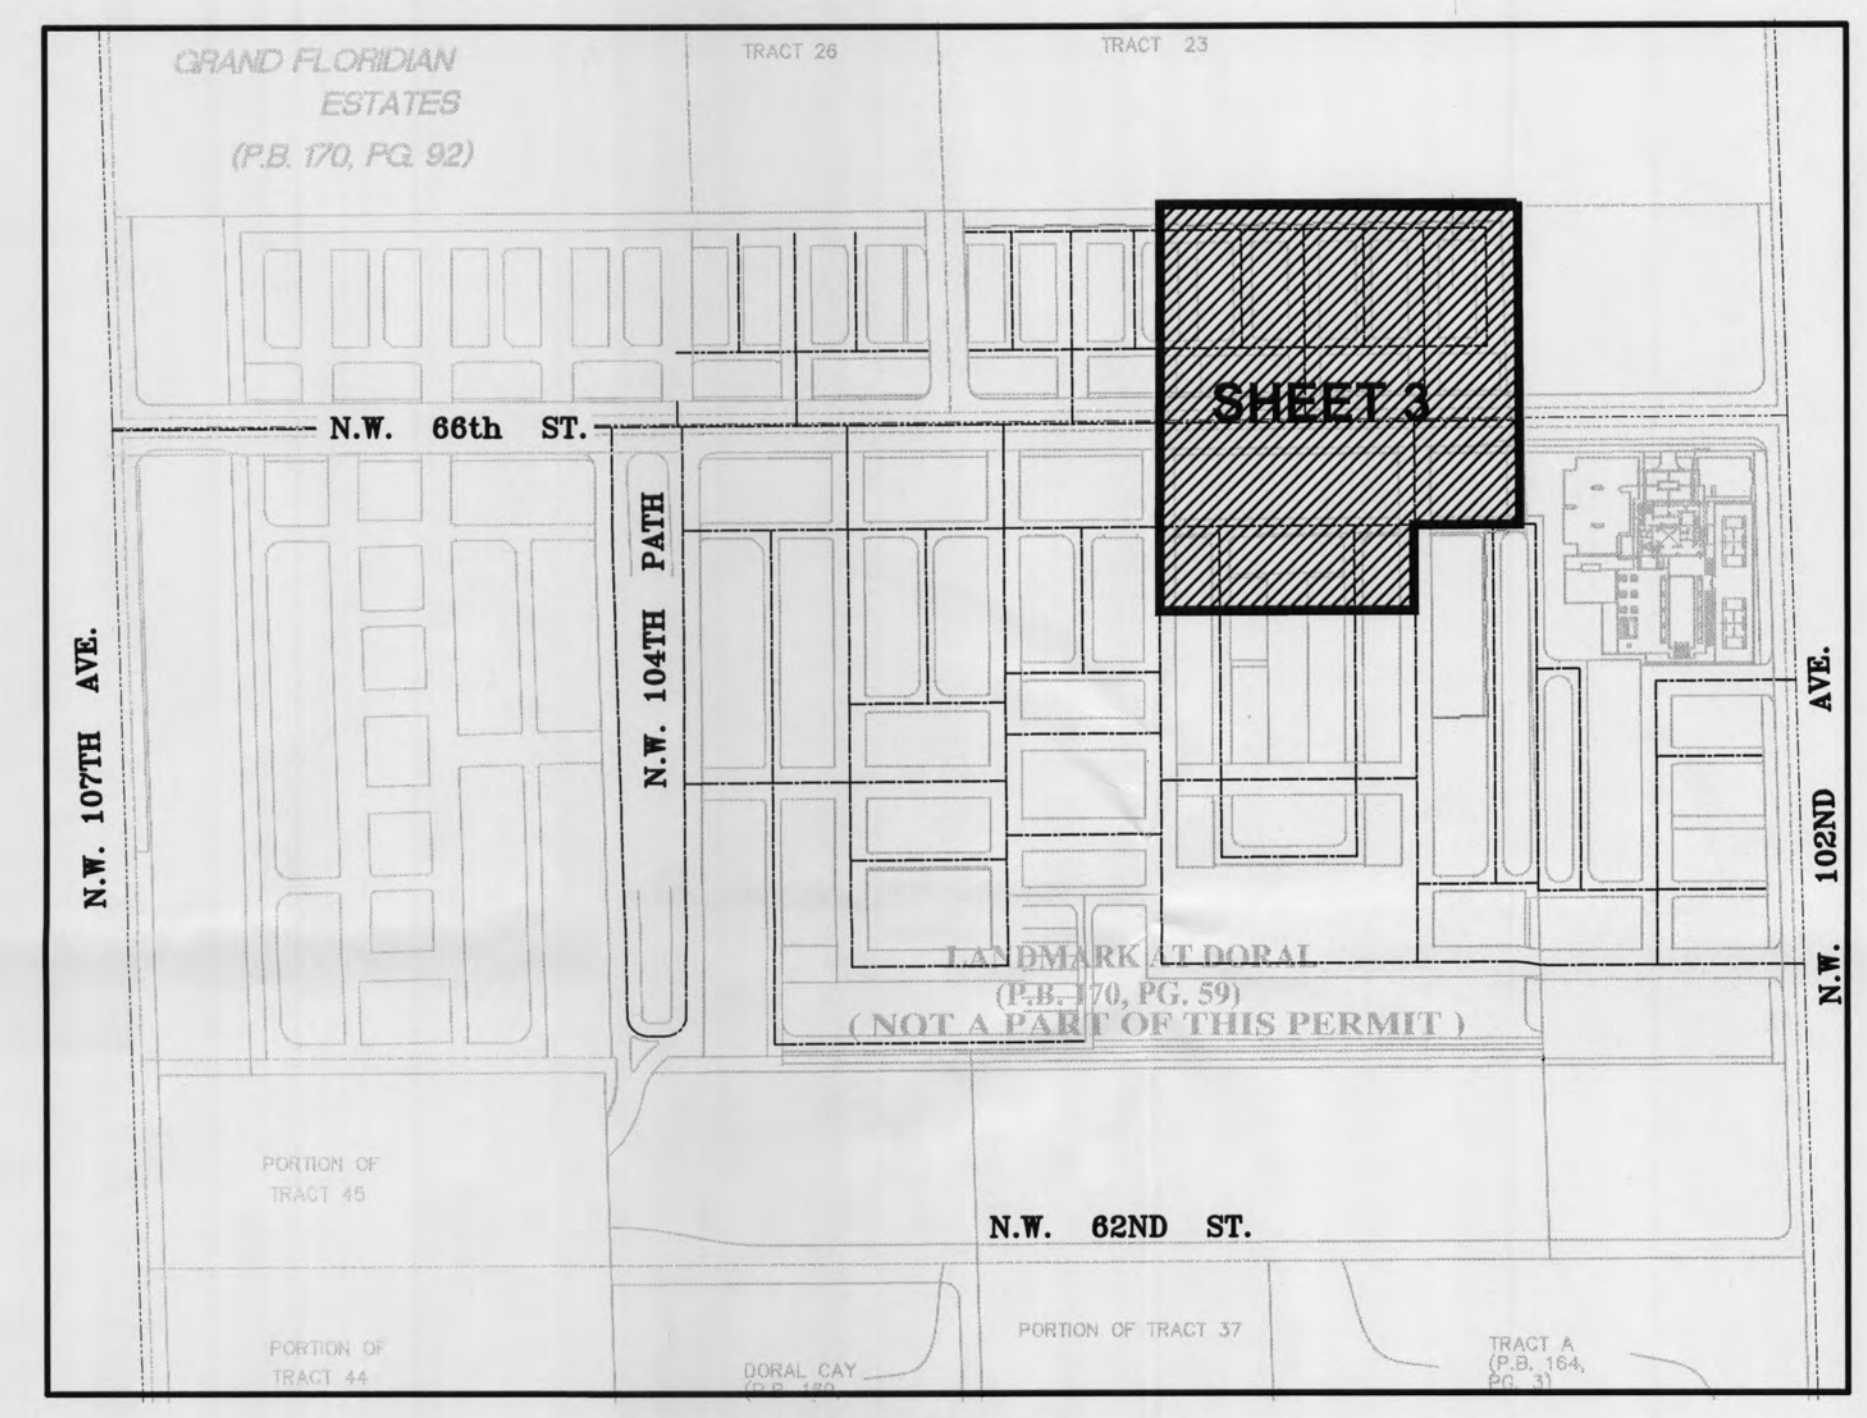 GRAND FLORIDIAN
ESTATES
(P.B. 170, PG. 92)
TRACT 26
TRACT 23
SHEET 3
N.W. 66th ST.
N.W. 104TH PATH
N.W. 107TH AVE.
N.W. 102ND AVE.
LANDMARK AT DORAL
(P.B. 170, PG. 59)
( NOT A PART OF THIS PERMIT )
PORTION OF
TRACT 45
N.W. 62ND ST.
PORTION OF
TRACT 44
DORAL CAY
PORTION OF TRACT 37
TRACT A
(P.B. 164,
PG. 3)